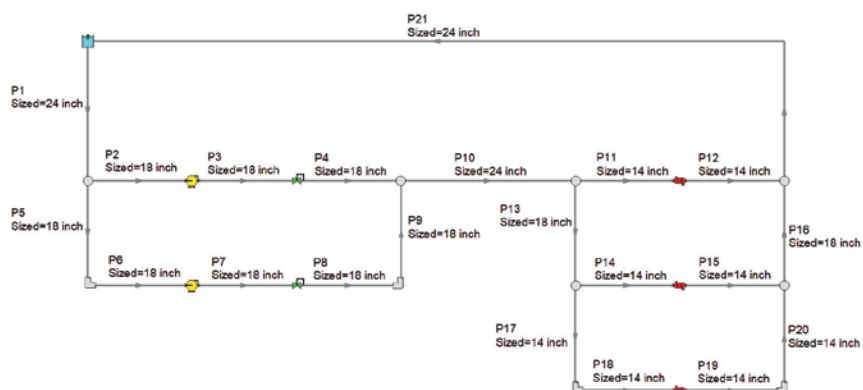 P21
Sized=24 inch
P1
Sized=24 inch
P2
Sized=18 inch
P3
Sized=18 inch
P4
Sized=18 inch
P10
Sized=24 inch
P11
Sized=14 inch
P12
Sized=14 inch
P5
Sized=18 inch
P9
Sized=18 inch
P13
Sized=18 inch
P16
Sized=18 inch
P6
Sized=18 inch
P7
Sized=18 inch
P8
Sized=18 inch
P14
Sized=14 inch
P15
Sized=14 inch
P17
Sized=14 inch
P20
Sized=14 inch
P18
Sized=14 inch
P19
Sized=14 inch